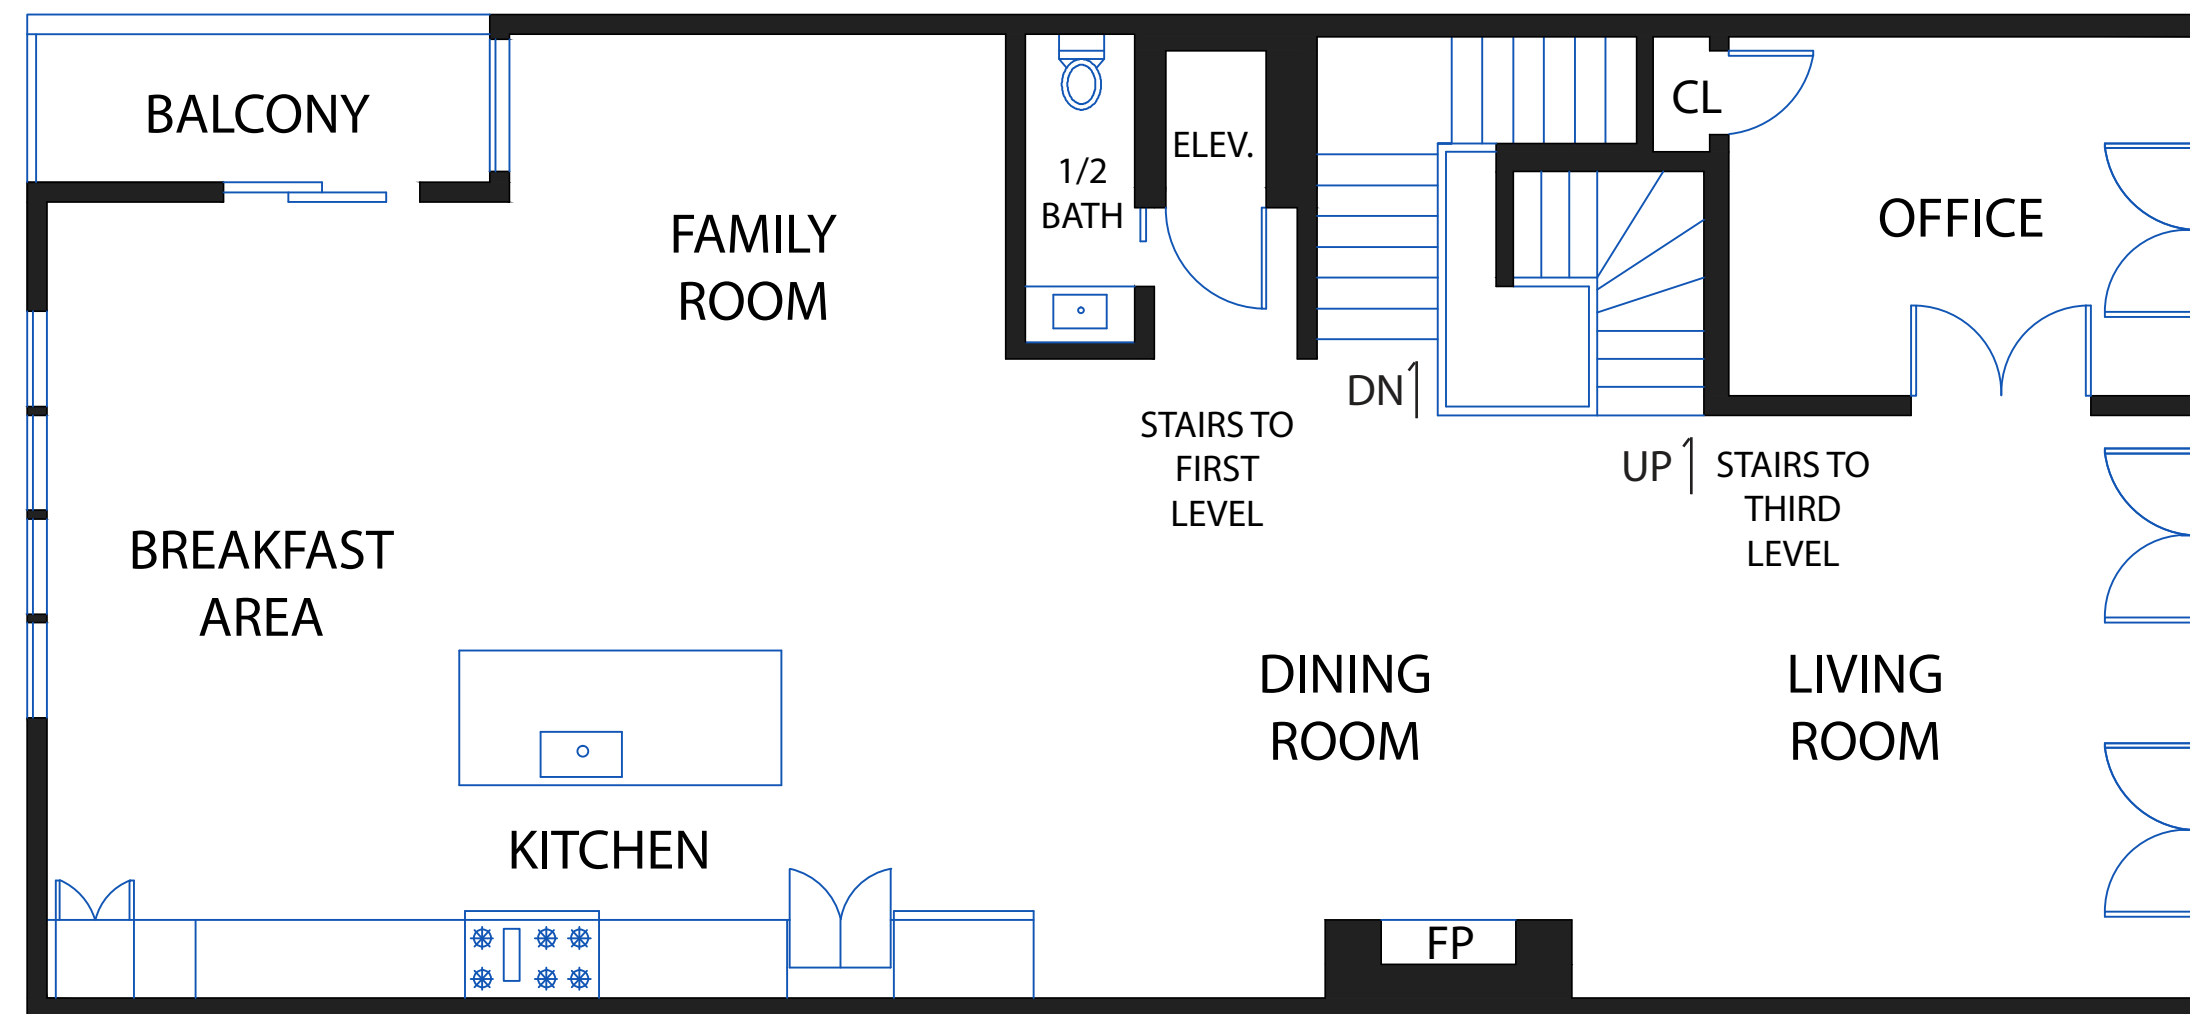 BALCONY
FAMILY
ROOM
1/2
BATH
ELEV.
CL
OFFICE
DN
STAIRS TO
FIRST
LEVEL
UP
STAIRS TO
THIRD
LEVEL
BREAKFAST
AREA
DINING
ROOM
LIVING
ROOM
KITCHEN
FP